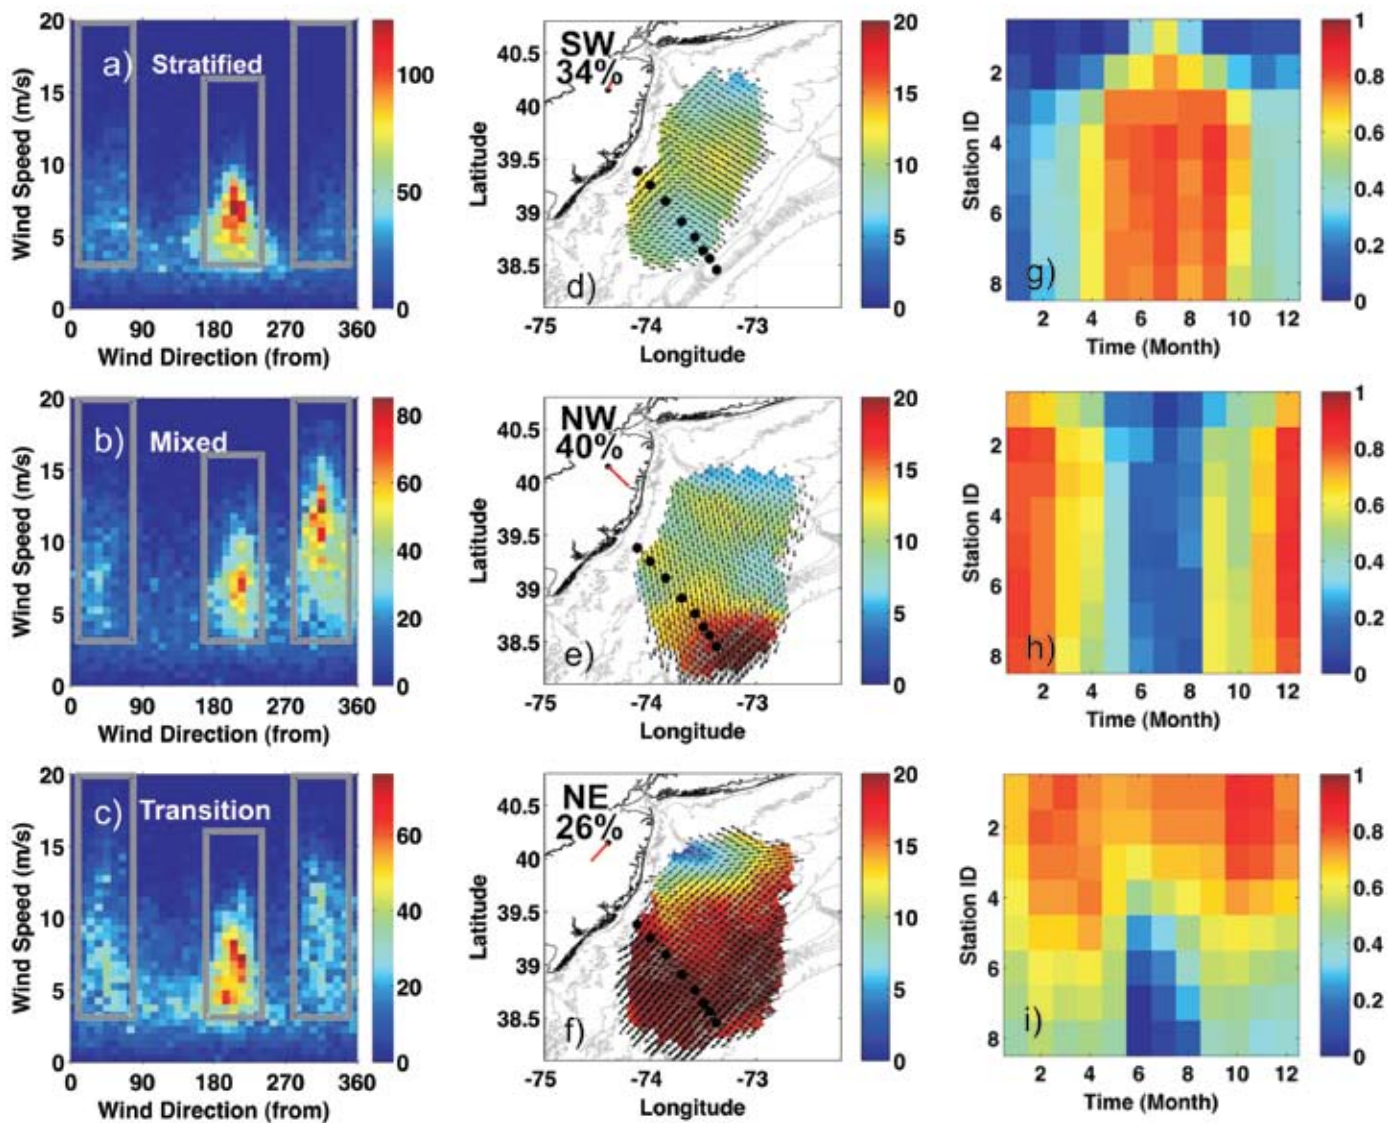 a) Stratified
20
15
10
5
0
Wind Speed (m/s)
0 90 180 270 360
Wind Direction (from)
100
50
0
SW
34%
d)
40.5
40
39.5
39
38.5
Latitude
-75 -74 -73
Longitude
20
15
10
5
0
g)
2
4
6
8
Station ID
2 4 6 8 10 12
Time (Month)
1
0.8
0.6
0.4
0.2
0
b) Mixed
20
15
10
5
0
Wind Speed (m/s)
0 90 180 270 360
Wind Direction (from)
80
60
40
20
0
NW
40%
e)
40.5
40
39.5
39
38.5
Latitude
-75 -74 -73
Longitude
20
15
10
5
0
h)
2
4
6
8
Station ID
2 4 6 8 10 12
Time (Month)
1
0.8
0.6
0.4
0.2
0
c) Transition
20
15
10
5
0
Wind Speed (m/s)
0 90 180 270 360
Wind Direction (from)
60
40
20
0
NE
26%
f)
40.5
40
39.5
39
38.5
Latitude
-75 -74 -73
Longitude
20
15
10
5
0
i)
2
4
6
8
Station ID
2 4 6 8 10 12
Time (Month)
1
0.8
0.6
0.4
0.2
0